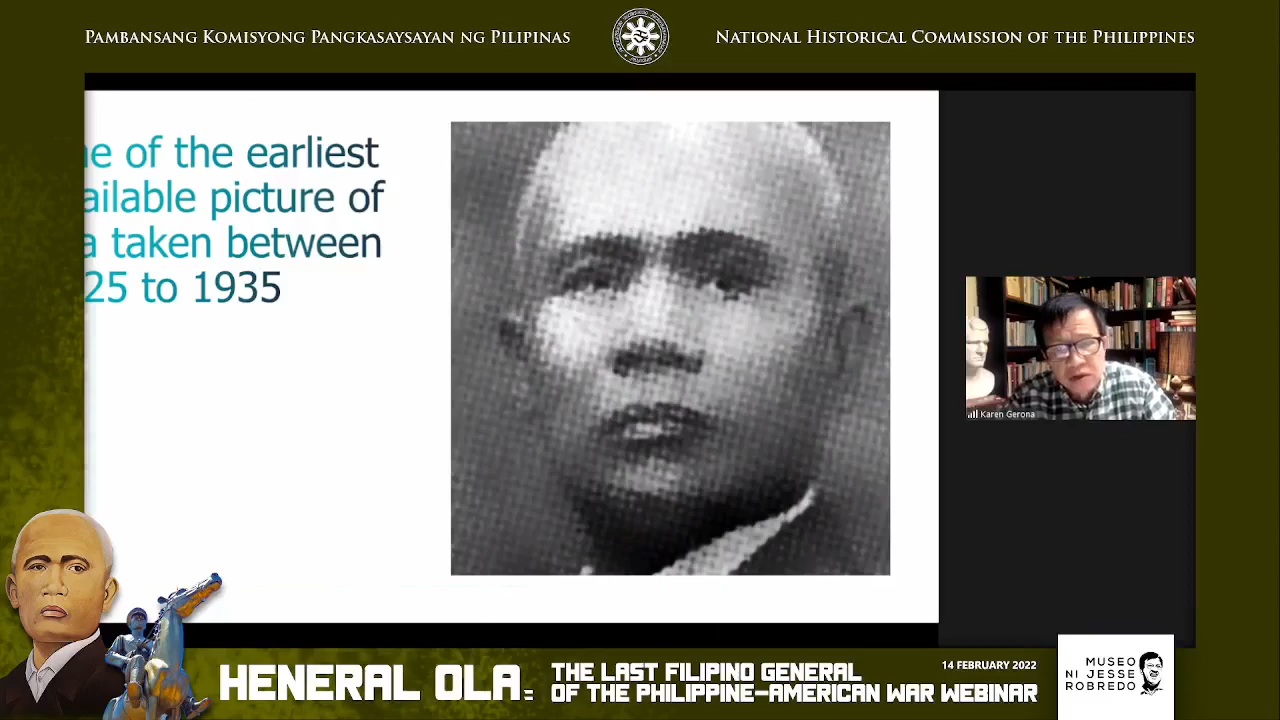 PAMBANSANG KOMISYONG PANGKASAYSAYAN NG PILIPINAS
NATIONAL HISTORICAL COMMISSION OF THE PHILIPPINES
of the earliest
picture of
taken between
25 to 1935
Karen Gerona
HENERAL OLA:
THE LAST FILIPINO GENERAL
OF THE PHILIPPINE-AMERICAN WAR WEBINAR
14 FEBRUARY 2022
MUSEO
NI JESSE
ROBREDO